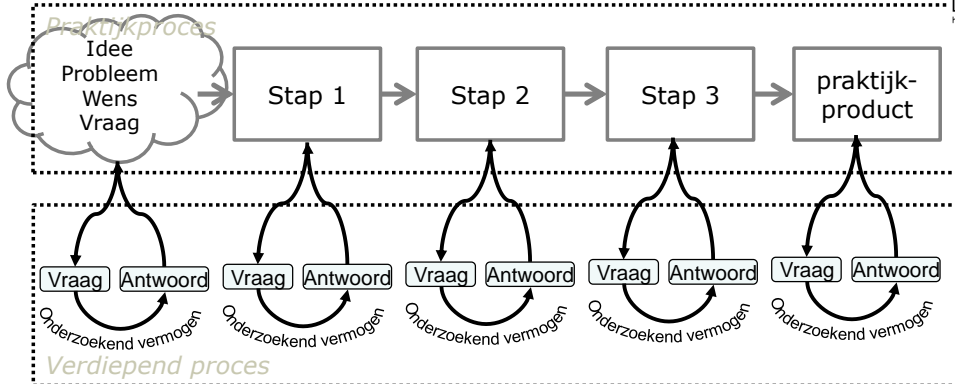 Praktijkproces
Idee
Probleem
Wens
Vraag
Stap 1
Stap 2
Stap 3
praktijk-
product
Vraag Antwoord
Onderzoekend vermogen
Vraag Antwoord
Onderzoekend vermogen
Vraag Antwoord
Onderzoekend vermogen
Vraag Antwoord
Onderzoekend vermogen
Vraag Antwoord
Onderzoekend vermogen
Verdiepend proces